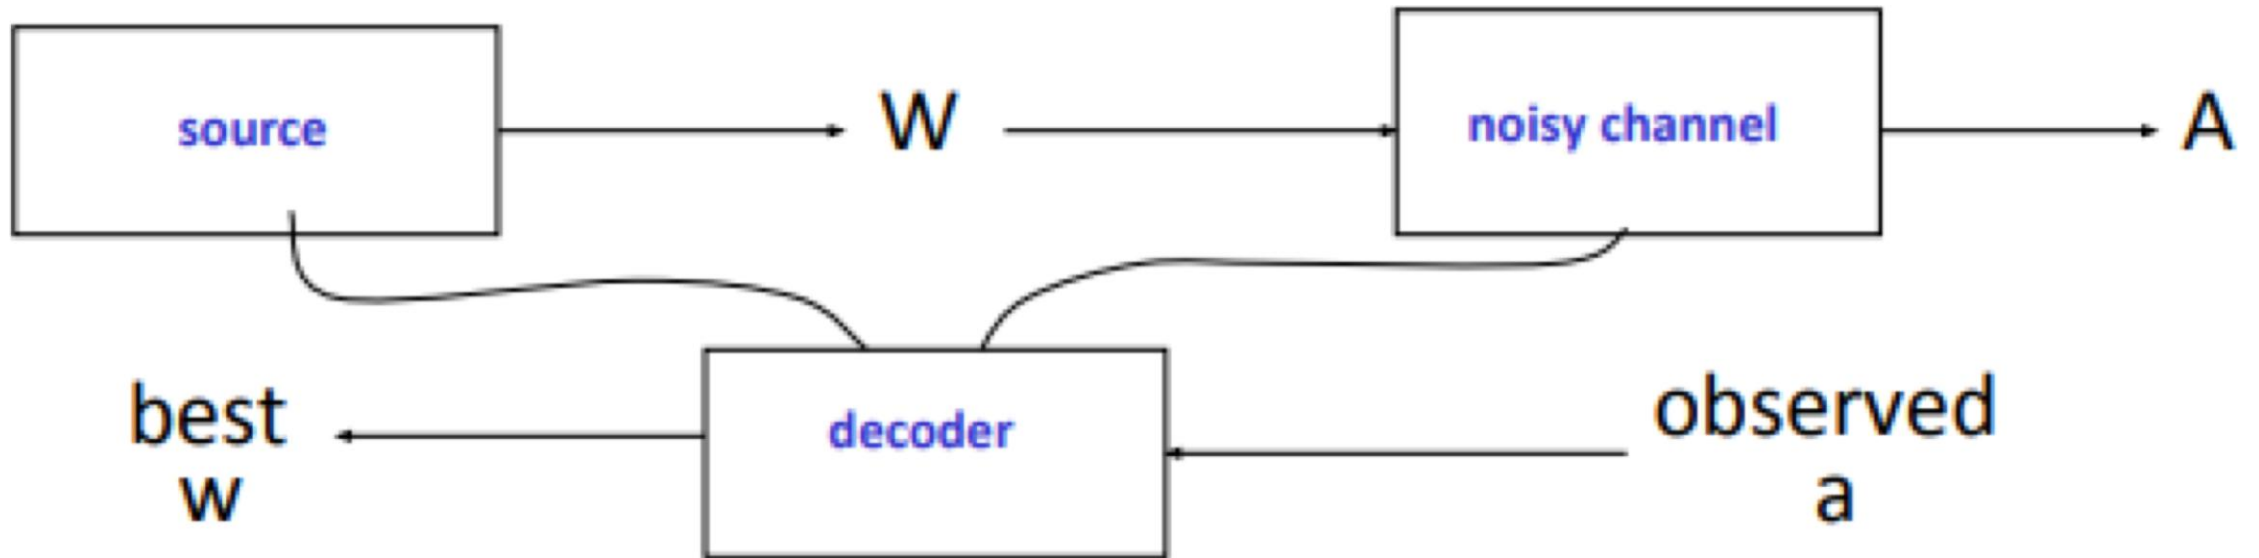 source
W
noisy channel
A
best
w
decoder
observed
a